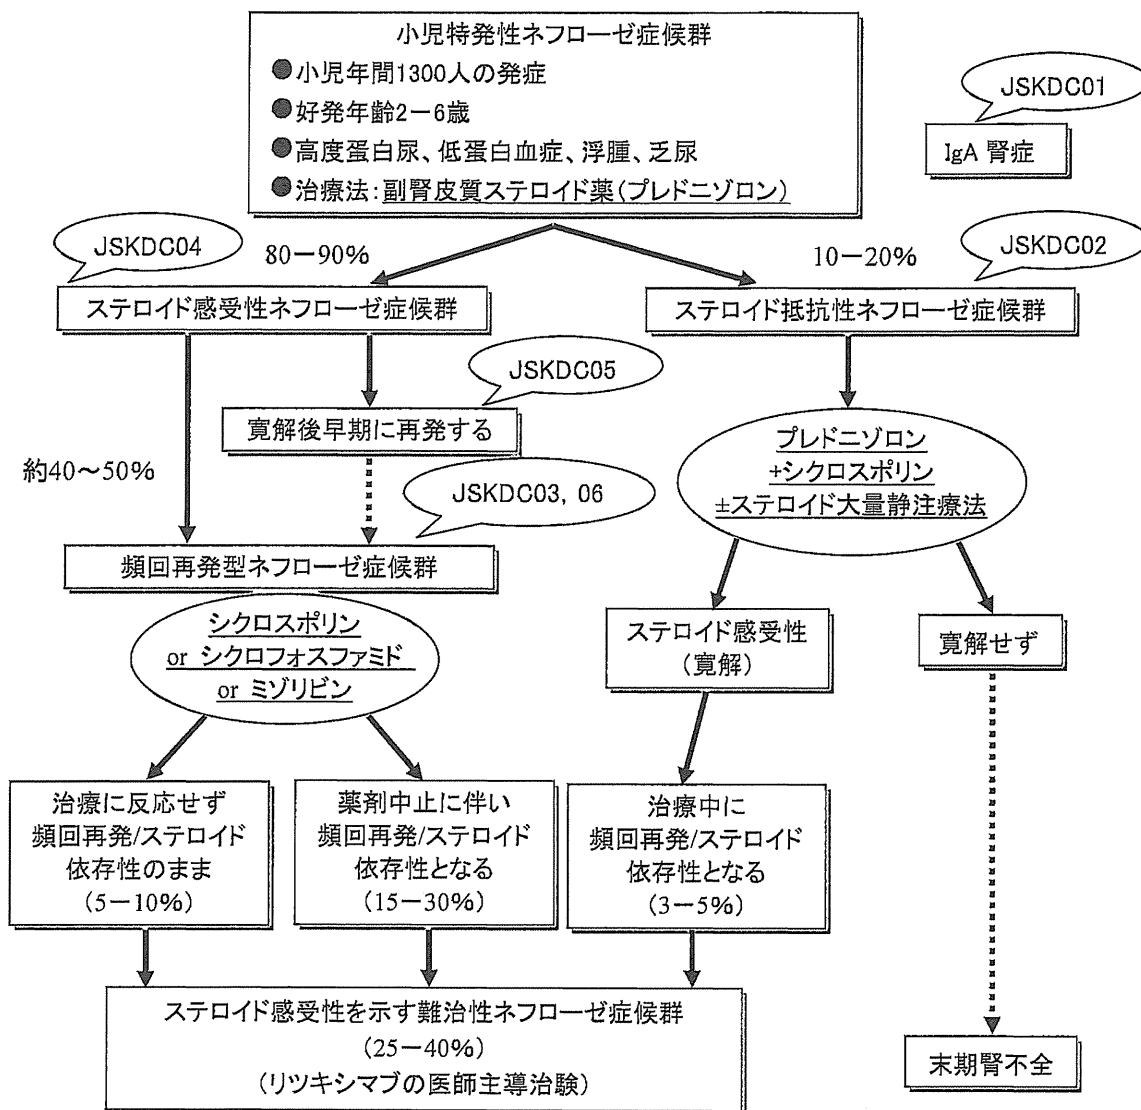 小児特発性ネフローゼ症候群
●小児年間1300人の発症
●好発年齢2－6歳
●高度蛋白尿、低蛋白血症、浮腫、乏尿
●治療法：副腎皮質ステロイド薬（プレドニゾロン）
JSKDC01
IgA 腎症
JSKDC04
80－90%
10－20%
JSKDC02
ステロイド感受性ネフローゼ症候群
ステロイド抵抗性ネフローゼ症候群
JSKDC05
寛解後早期に再発する
約40～50%
JSKDC03, 06
プレドニゾロン
+シクロスポリン
±ステロイド大量静注療法
頻回再発型ネフローゼ症候群
シクロスポリン
or シクロフォスファミド
or ミゾリビン
ステロイド感受性
（寛解）
寛解せず
治療に反応せず
頻回再発/ステロイド
依存性のまま
（5－10%）
薬剤中止に伴い
頻回再発/ステロイド
依存性となる
（15－30%）
治療中に
頻回再発/ステロイド
依存性となる
（3－5%）
ステロイド感受性を示す難治性ネフローゼ症候群
（25－40%）
（リツキシマブの医師主導治験）
末期腎不全